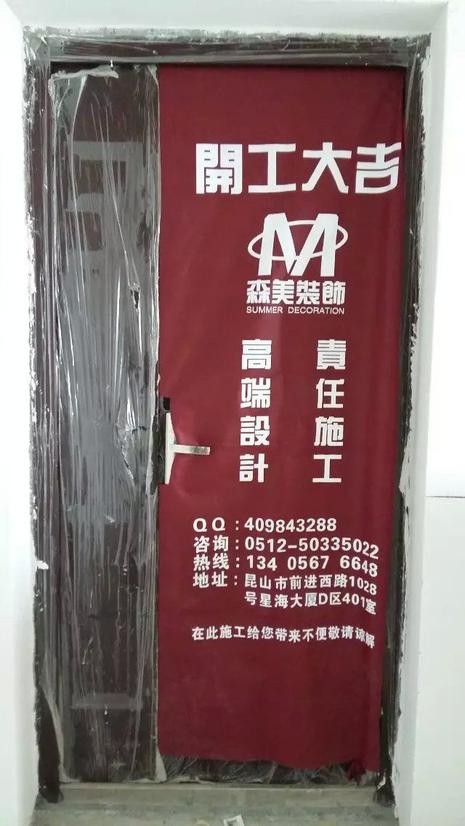 開工大吉
森美裝飾
SUMMER DECORATION
高端設計
責任施工
QQ:409843288
咨询:0512-50335022
热线:134 0567 6648
地址:昆山市前进西路1028
号星海大厦D区401室
在此施工给您带来不便敬请谅解